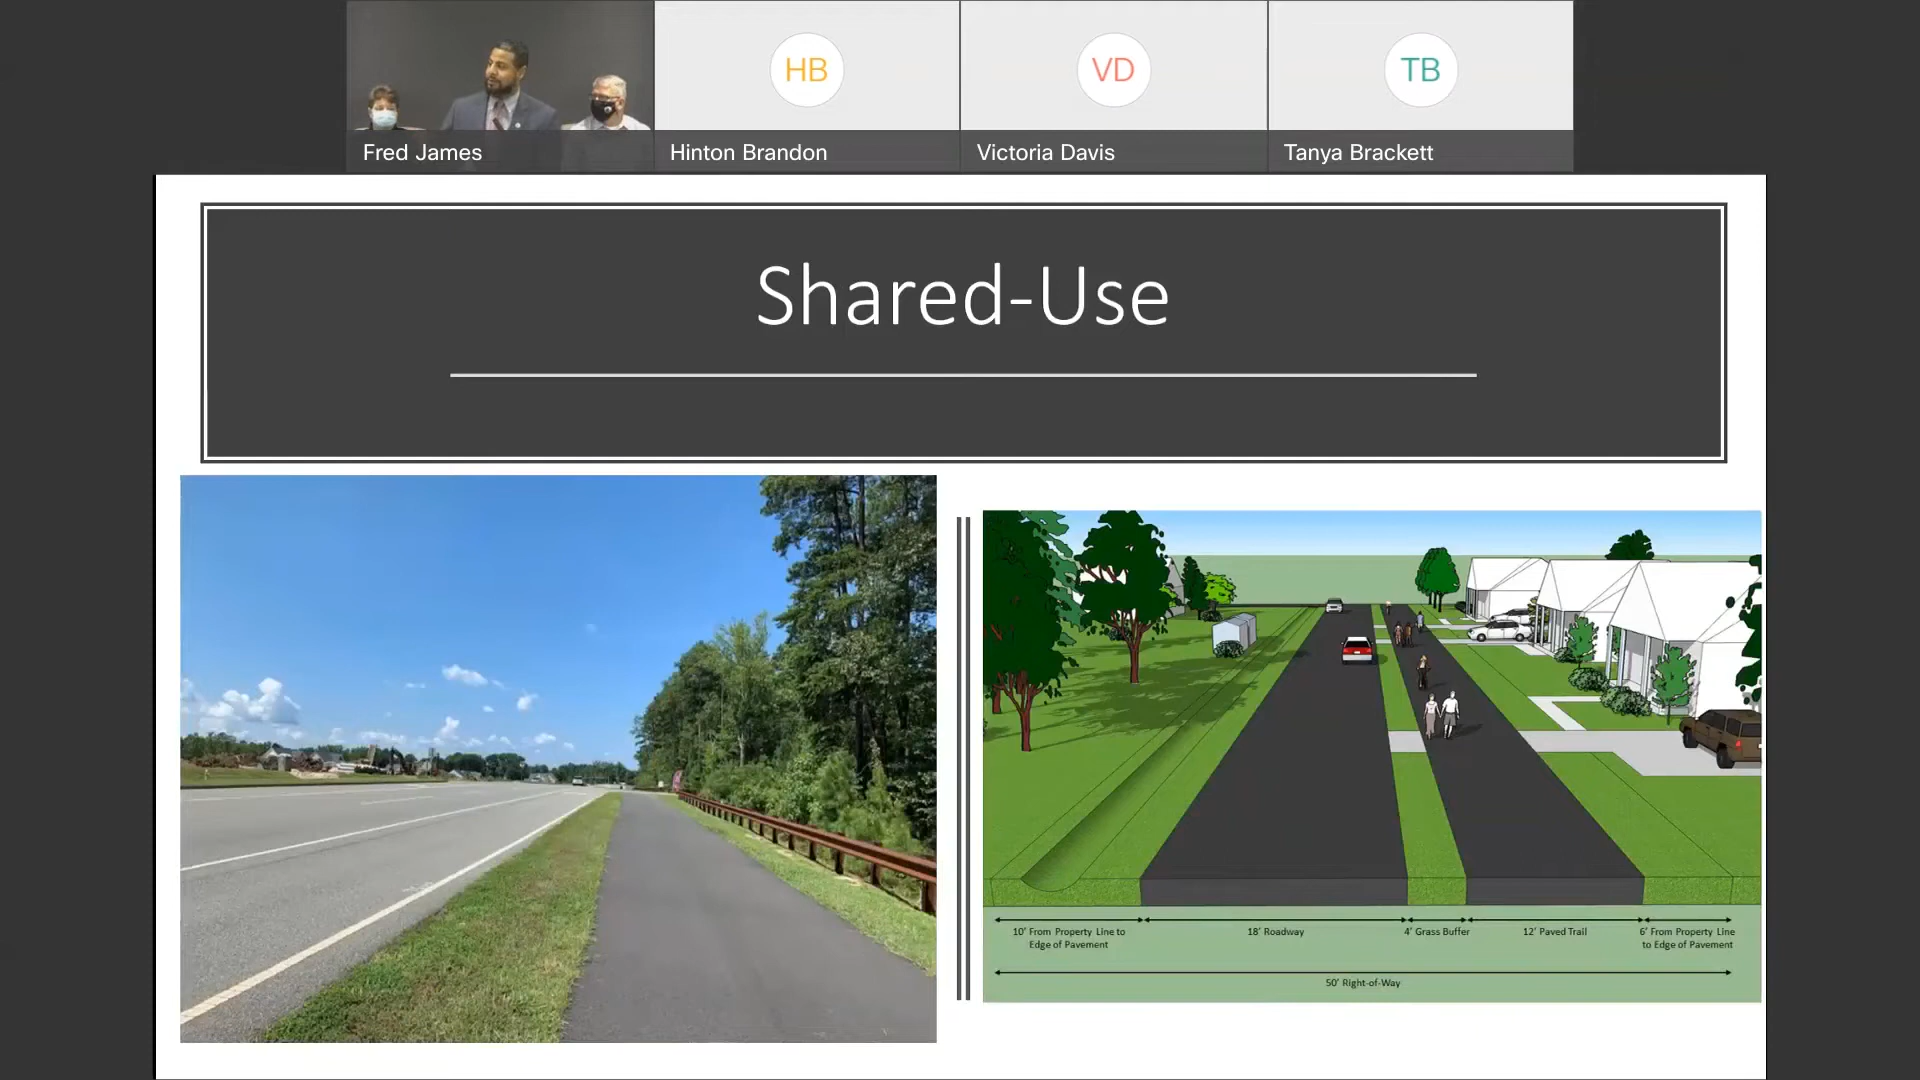 HB
VD
TB
Fred James
Hinton Brandon
Victoria Davis
Tanya Brackett
Shared-Use
10' From Property Line to
Edge of Pavement
18' Roadway
4' Grass Buffer
12' Paved Trail
6' From Property Line
to Edge of Pavement
50' Right-of-Way